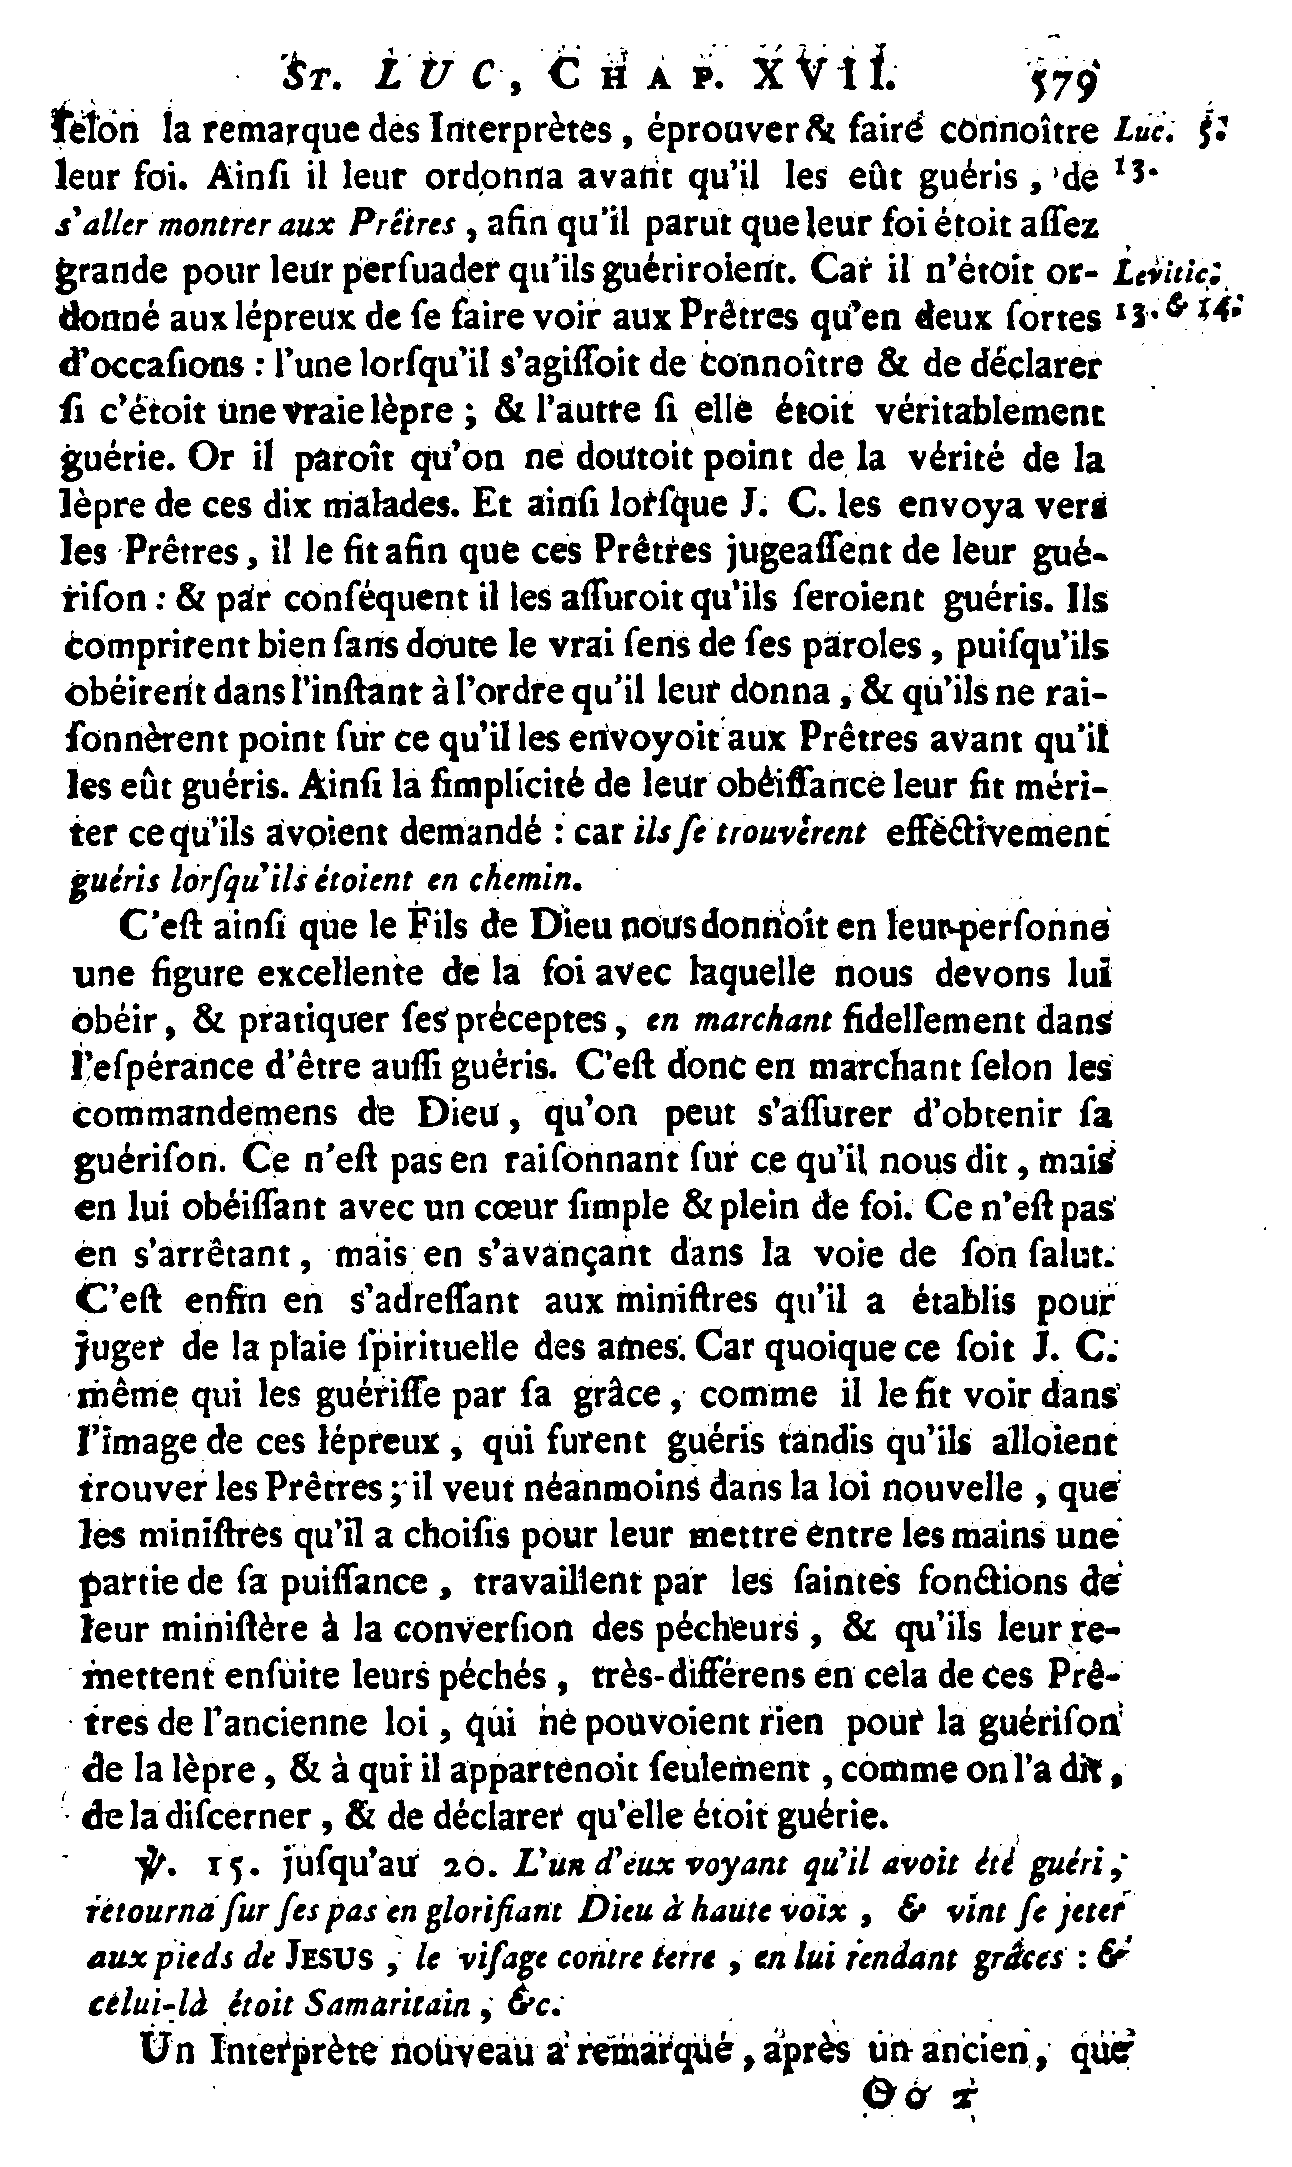 ST. LUC, CHAP. XVII. 579
ſelon la remarque des Interprètes, éprouver & faire connoître Luc. 5.
leur foi. Ainſi il leur ordonna avant qu'il les eût guéris, de 13.
s'aller montrer aux Prêtres, afin qu'il parut que leur foi étoit aſſez
grande pour leur perſuader qu'ils guériroient. Car il n'étoit or- Levitic.
donné aux lépreux de ſe faire voir aux Prêtres qu'en deux ſortes 13. & 14.
d'occaſions : l'une lorſqu'il s'agiſſoit de connoître & de déclarer
ſi c'étoit une vraie lèpre ; & l'autre ſi elle étoit véritablement
guérie. Or il paroît qu'on ne doutoit point de la vérité de la
lèpre de ces dix malades. Et ainſi lorſque J. C. les envoya vers
les Prêtres, il le fit afin que ces Prêtres jugeaſſent de leur gué-
riſon : & par conſéquent il les aſſuroit qu'ils ſeroient guéris. Ils
comprirent bien ſans doute le vrai ſens de ſes paroles, puiſqu'ils
obéirent dans l'inſtant à l'ordre qu'il leur donna, & qu'ils ne rai-
ſonnèrent point ſur ce qu'il les envoyoit aux Prêtres avant qu'il
les eût guéris. Ainſi la ſimplicité de leur obéiſſance leur fit méri-
ter ce qu'ils avoient demandé : car ils ſe trouvèrent effectivement
guéris lorſqu'ils étoient en chemin.
C'eſt ainſi que le Fils de Dieu nous donnoit en leur perſonne
une figure excellente de la foi avec laquelle nous devons lui
obéir, & pratiquer ſes préceptes, en marchant fidellement dans
l'eſpérance d'être auſſi guéris. C'eſt donc en marchant ſelon les
commandemens de Dieu, qu'on peut s'aſſurer d'obtenir ſa
guériſon. Ce n'eſt pas en raiſonnant ſur ce qu'il nous dit, mais
en lui obéiſſant avec un cœur ſimple & plein de foi. Ce n'eſt pas
en s'arrêtant, mais en s'avançant dans la voie de ſon ſalut.
C'eſt enfin en s'adreſſant aux miniſtres qu'il a établis pour
juger de la plaie ſpirituelle des ames. Car quoique ce ſoit J. C.
même qui les guériſſe par ſa grâce, comme il le fit voir dans
l'image de ces lépreux, qui furent guéris tandis qu'ils alloient
trouver les Prêtres ; il veut néanmoins dans la loi nouvelle, que
les miniſtres qu'il a choiſis pour leur mettre entre les mains une
partie de ſa puiſſance, travaillent par les ſaintes fonctions de
leur miniſtère à la converſion des pécheurs, & qu'ils leur re-
mettent enſuite leurs péchés, très-différens en cela de ces Prê-
tres de l'ancienne loi, qui ne pouvoient rien pour la guériſon
de la lèpre, & à qui il appartenoit ſeulement, comme on l'a dit,
de la diſcerner, & de déclarer qu'elle étoit guérie.
℣. 15. juſqu'au 20. L'un d'eux voyant qu'il avoit été guéri,
retourna ſur ſes pas en glorifiant Dieu à haute voix, & vint ſe jeter
aux pieds de JESUS, le viſage contre terre, en lui rendant grâces : &
celui-là étoit Samaritain, &c.
Un Interprète nouveau a remarqué, après un ancien, que
Oo 2